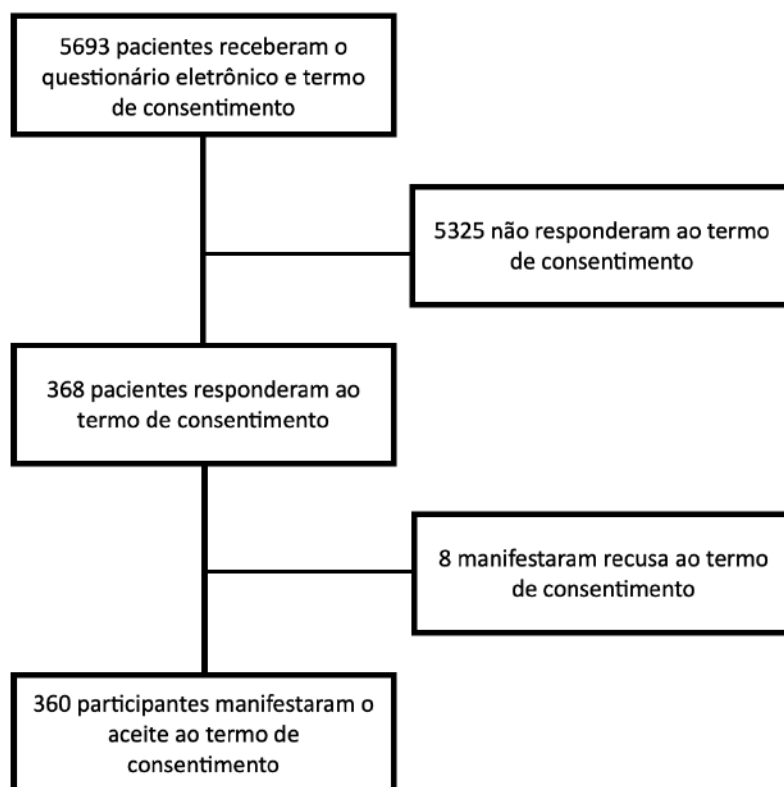 5693 pacientes receberam o
questionário eletrônico e termo
de consentimento
5325 não responderam ao termo
de consentimento
368 pacientes responderam ao
termo de consentimento
8 manifestaram recusa ao termo
de consentimento
360 participantes manifestaram o
aceite ao termo de
consentimento